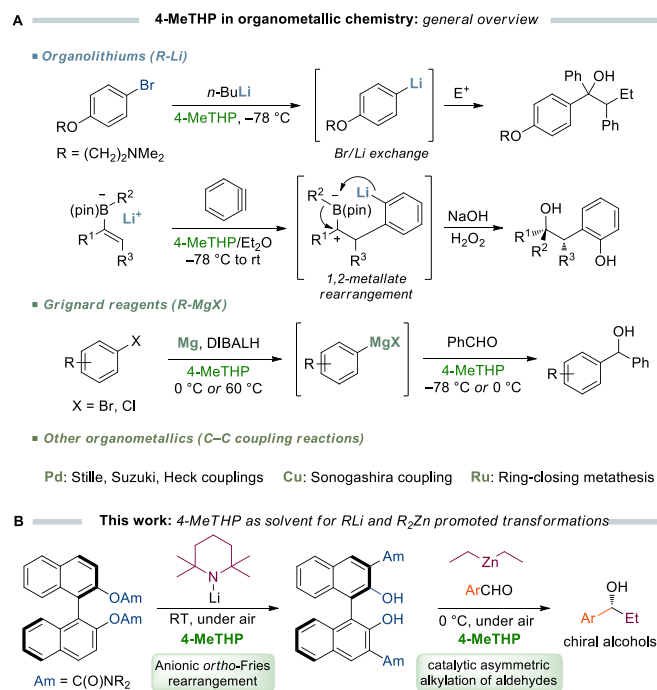 A 4-MeTHP in organometallic chemistry: general overview
Organolithiums (R-Li)
Br
RO
R = (CH2)2NMe2
n-BuLi
4-MeTHP, –78 °C
Li
RO
Br/Li exchange
E+
Ph OH
Et
Ph
RO
(pin)B
–
R2
Li+
R1
R3
4-MeTHP/Et2O
–78 °C to rt
–
Li
R2
B(pin)
R1
+
R3
1,2-metallate
rearrangement
NaOH
H2O2
OH
R1
R2
R3
OH
Grignard reagents (R-MgX)
X
R
X = Br, Cl
Mg, DIBALH
4-MeTHP
0 °C or 60 °C
MgX
R
PhCHO
4-MeTHP
–78 °C or 0 °C
OH
Ph
R
Other organometallics (C–C coupling reactions)
Pd: Stille, Suzuki, Heck couplings Cu: Sonogashira coupling Ru: Ring-closing metathesis
B This work: 4-MeTHP as solvent for RLi and R2Zn promoted transformations
OAm
OAm
Am = C(O)NR2
N
Li
RT, under air
4-MeTHP
Anionic ortho-Fries
rearrangement
Am
OH
OH
Am
Zn
ArCHO
0 °C, under air
4-MeTHP
catalytic asymmetric
alkylation of aldehydes
OH
Ar
Et
chiral alcohols